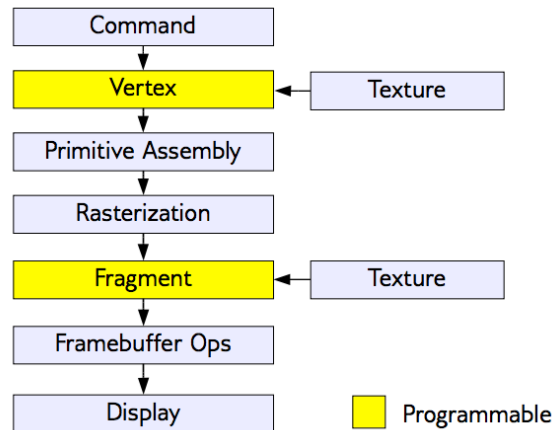 Command
Vertex
Texture
Primitive Assembly
Rasterization
Fragment
Texture
Framebuffer Ops
Display
Programmable